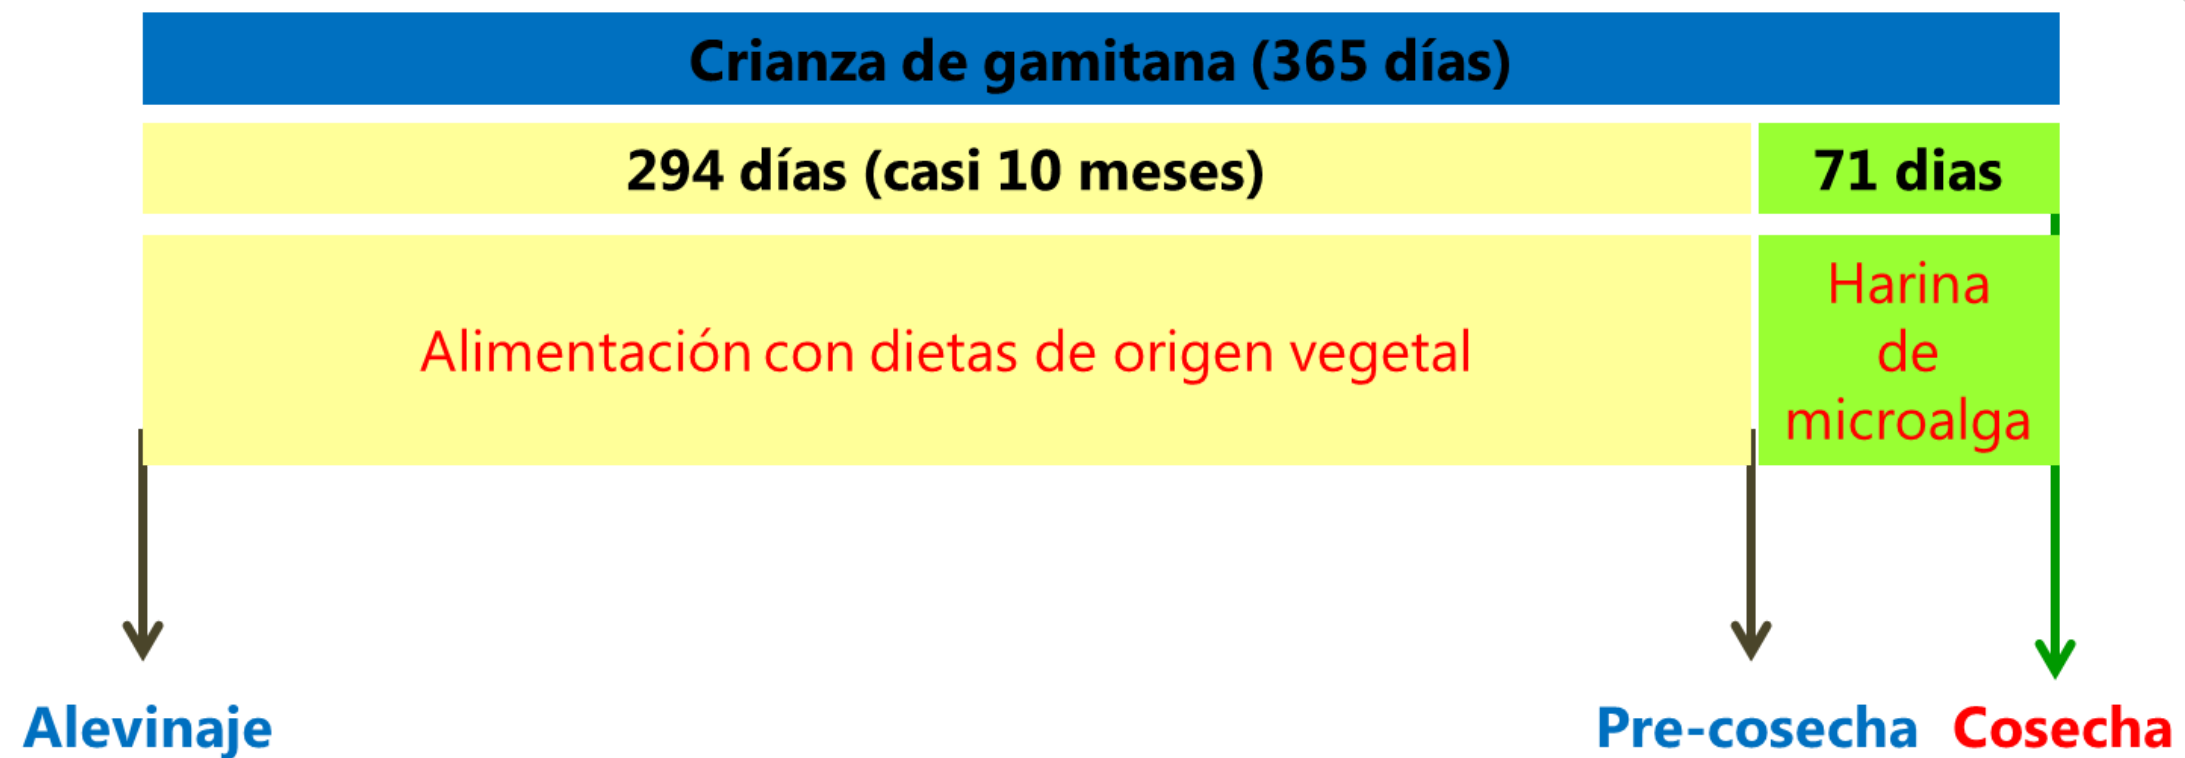 Crianza de gamitana (365 días)
294 días (casi 10 meses)
71 dias
Alimentación con dietas de origen vegetal
Harina
de
microalga
Alevinaje
Pre-cosecha
Cosecha